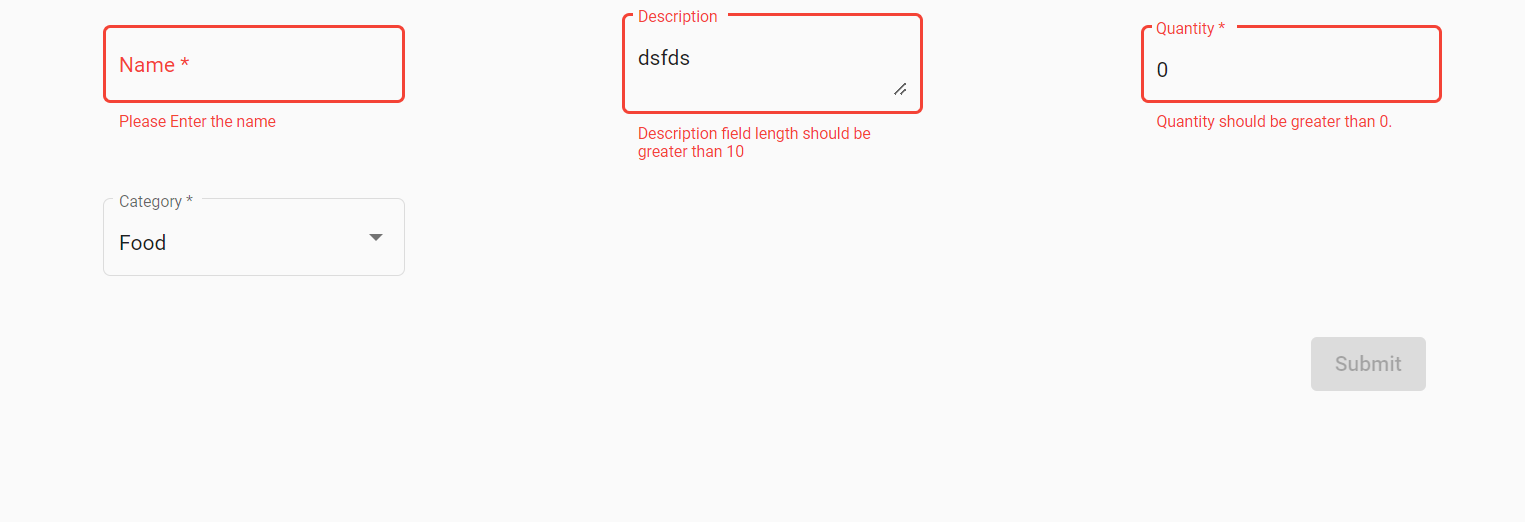 Name *
Please Enter the name
Description
dsfds
Description field length should be
greater than 10
Quantity *
0
Quantity should be greater than 0.
Category *
Food
Submit